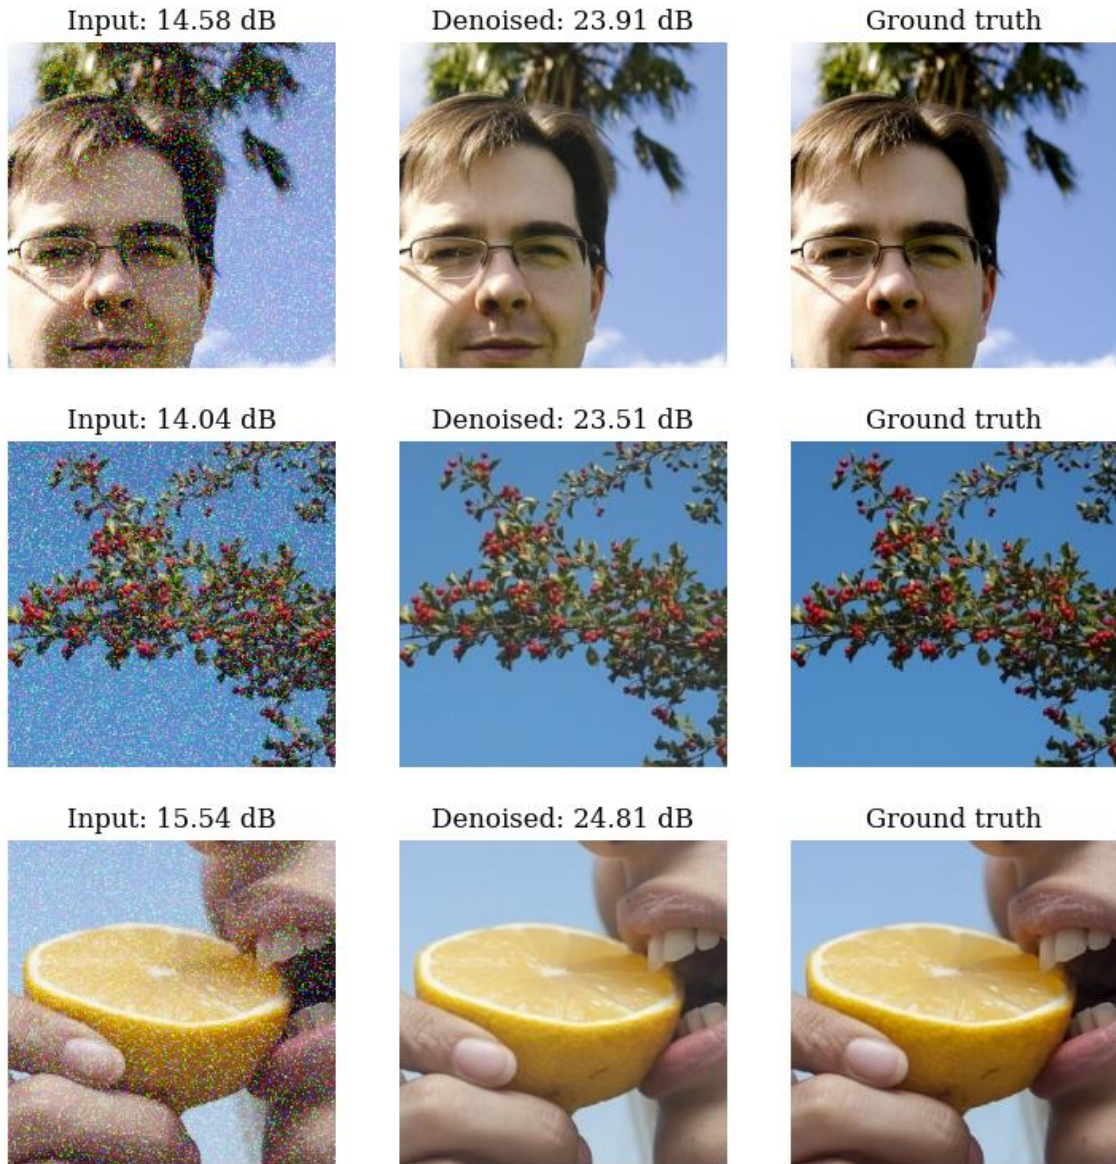 Input: 14.58 dB
Denoised: 23.91 dB
Ground truth
Input: 14.04 dB
Denoised: 23.51 dB
Ground truth
Input: 15.54 dB
Denoised: 24.81 dB
Ground truth